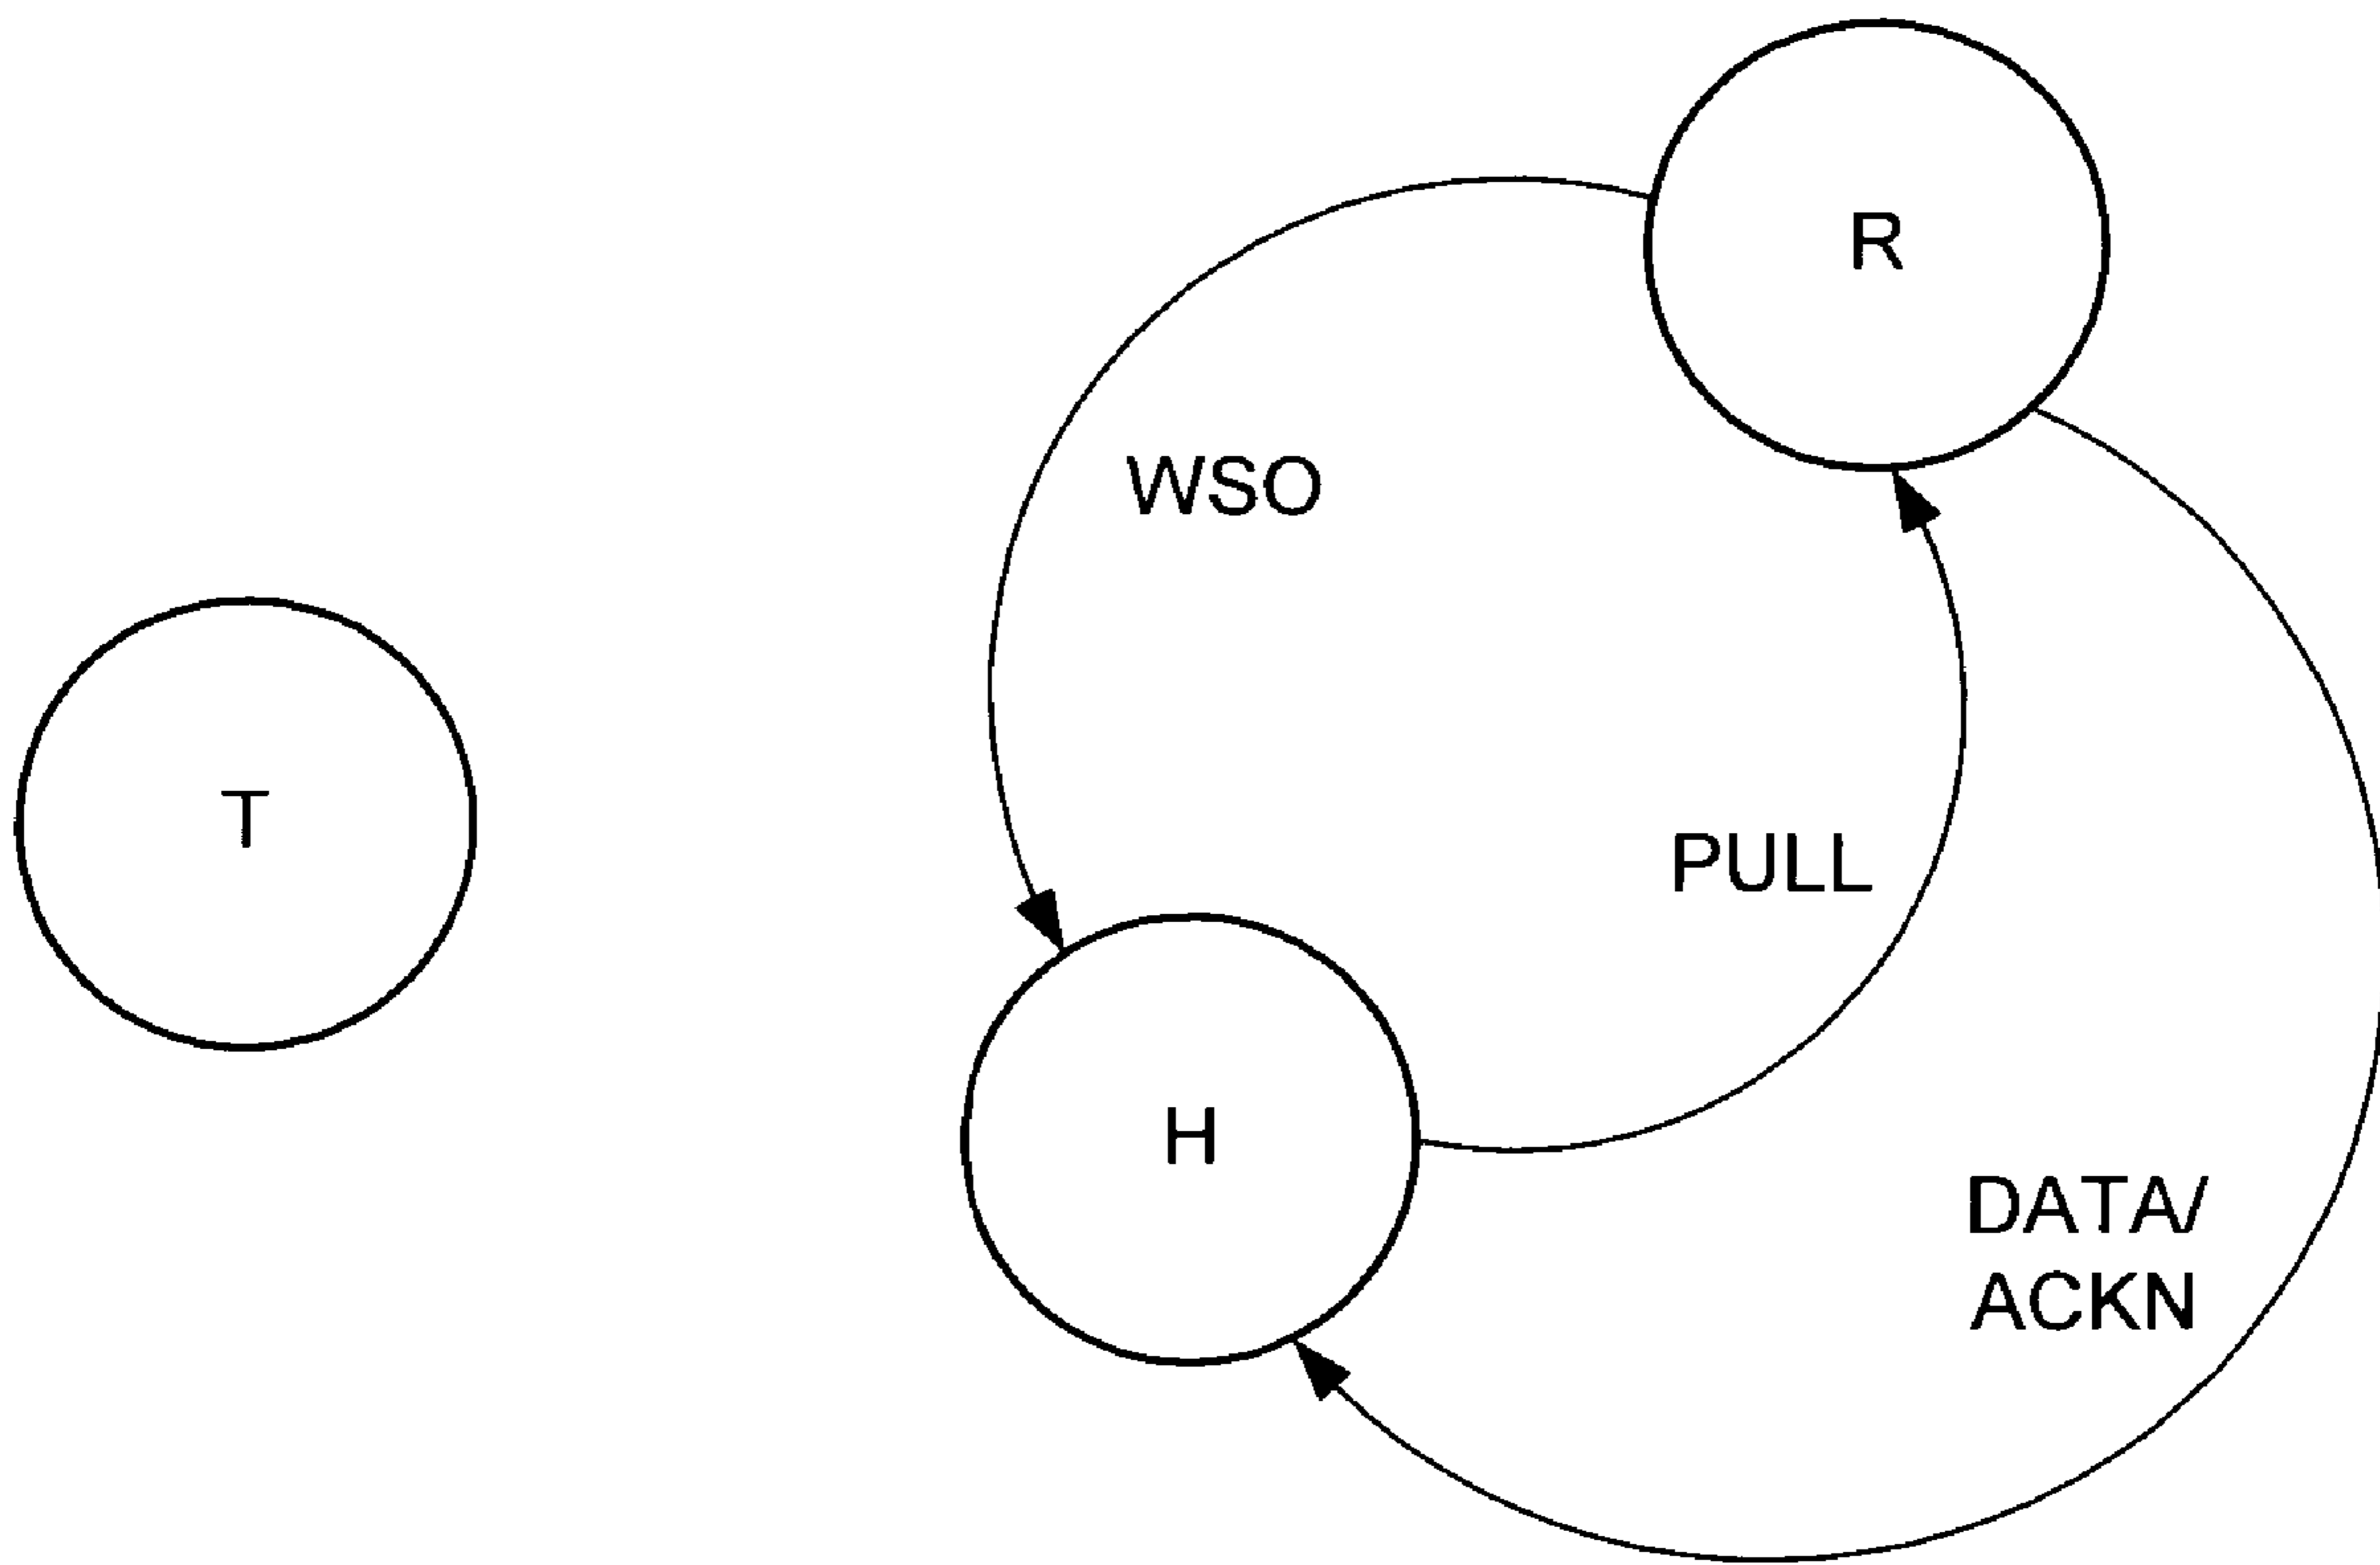 R
WSO
T
PULL
H
DATA/
ACKN